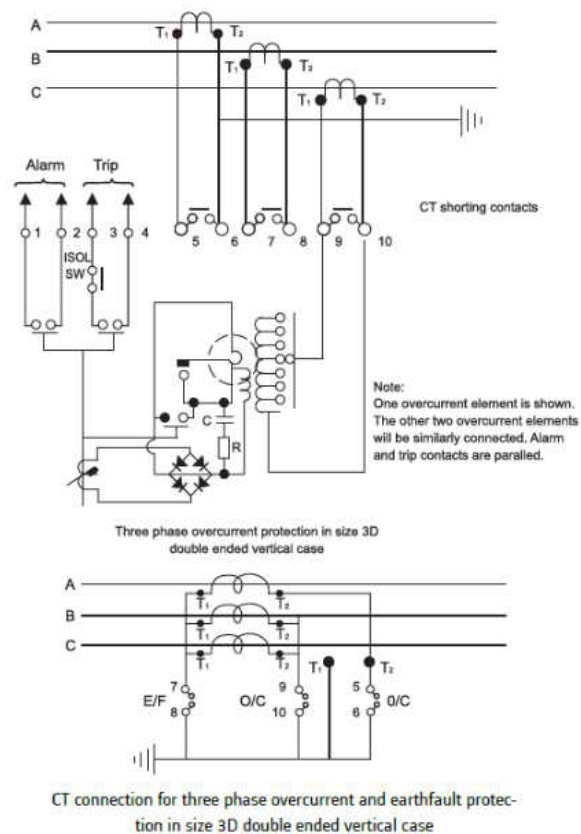 A
T₁ T₂
B
T₁ T₂
C
T₁ T₂
Alarm Trip
CT shorting contacts
1 2 3 4
5 6 7 8 9 10
ISOL
SW
Note:
One overcurrent element is shown.
The other two overcurrent elements
will be similarly connected. Alarm
and trip contacts are paralled.
C
R
Three phase overcurrent protection in size 3D
double ended vertical case
A
T₁ T₂
B
T₁ T₂
C
T₁ T₂
T₁ T₂
7 9 5
E/F O/C 0/C
8 10 6
CT connection for three phase overcurrent and earthfault protec-
tion in size 3D double ended vertical case